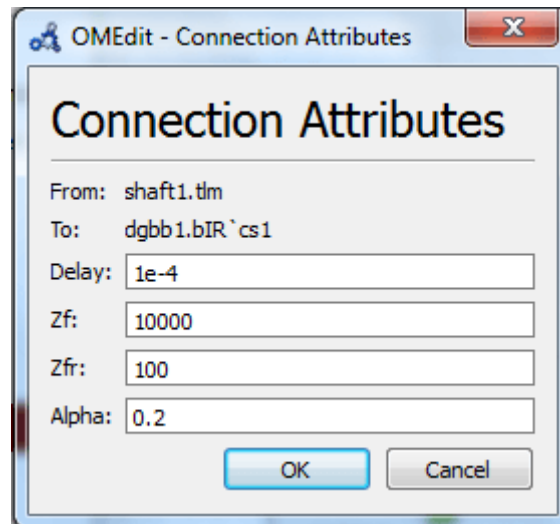 OMEdit - Connection Attributes
Connection Attributes
From: shaft1.tlm
To: dgbb1.bIR`cs1
Delay: 1e-4
Zf: 10000
Zfr: 100
Alpha: 0.2
OK Cancel